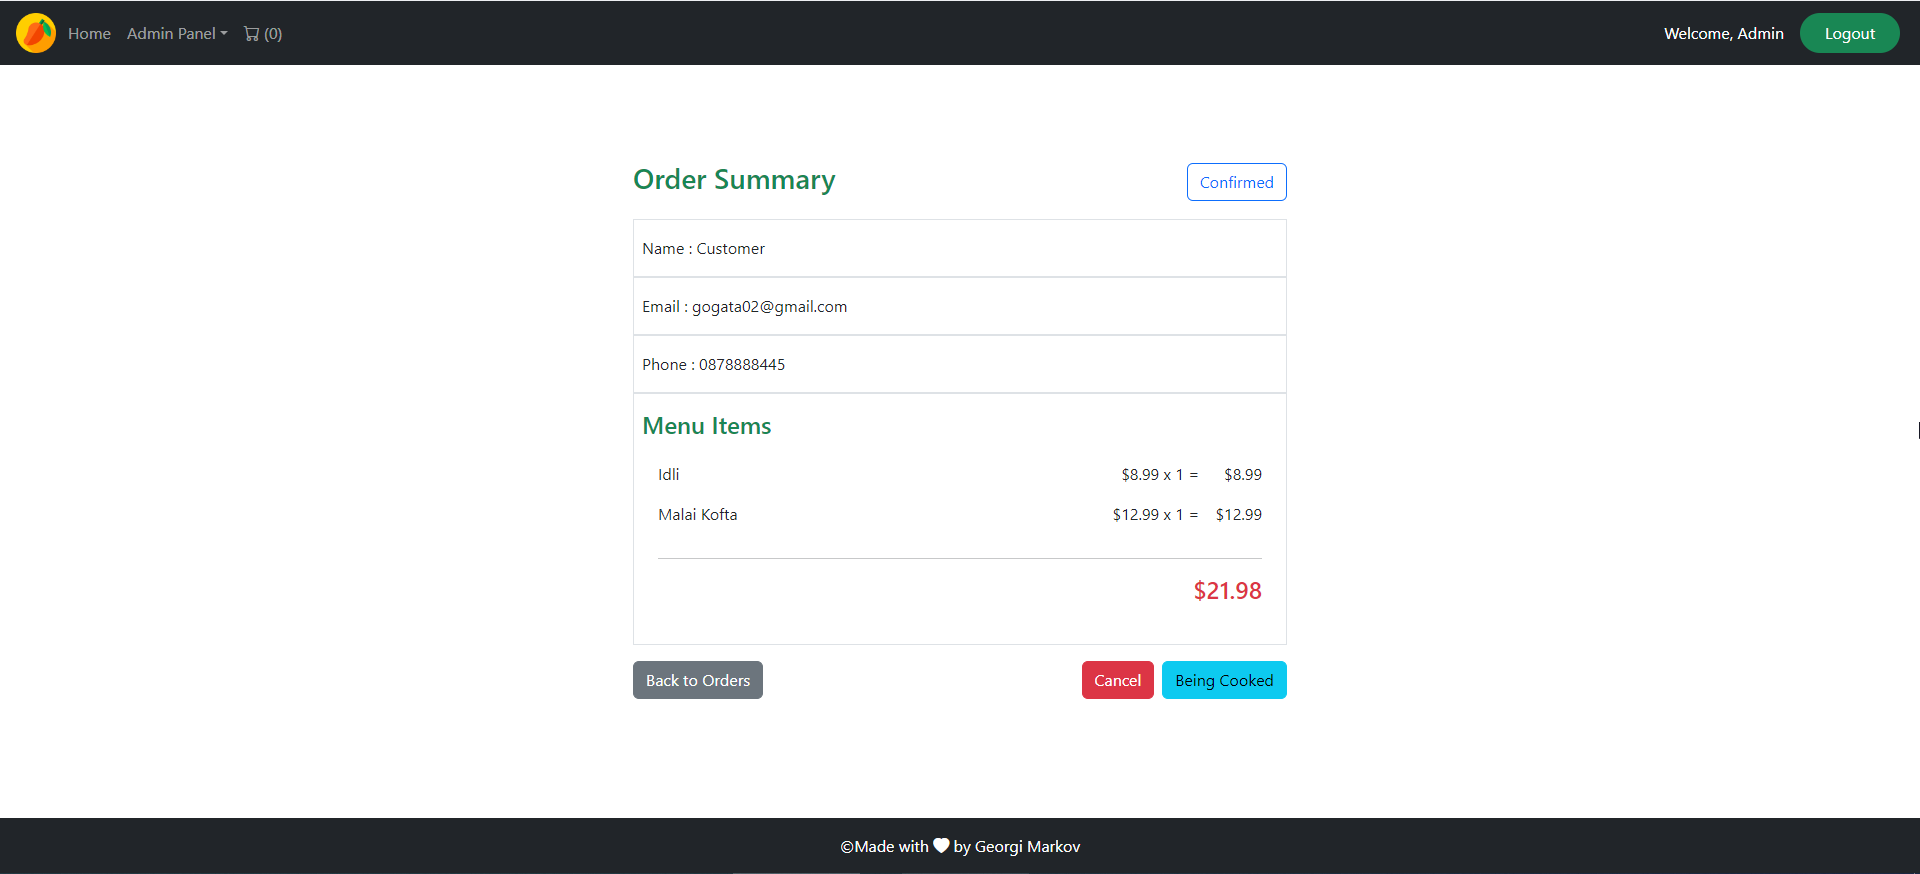 Home Admin Panel (0) Welcome, Admin Logout
Order Summary Confirmed
Name : Customer
Email : gogata02@gmail.com
Phone : 0878888445
Menu Items
Idli $8.99 x 1 = $8.99
Malai Kofta $12.99 x 1 = $12.99
$21.98
Back to Orders Cancel Being Cooked
©Made with by Georgi Markov